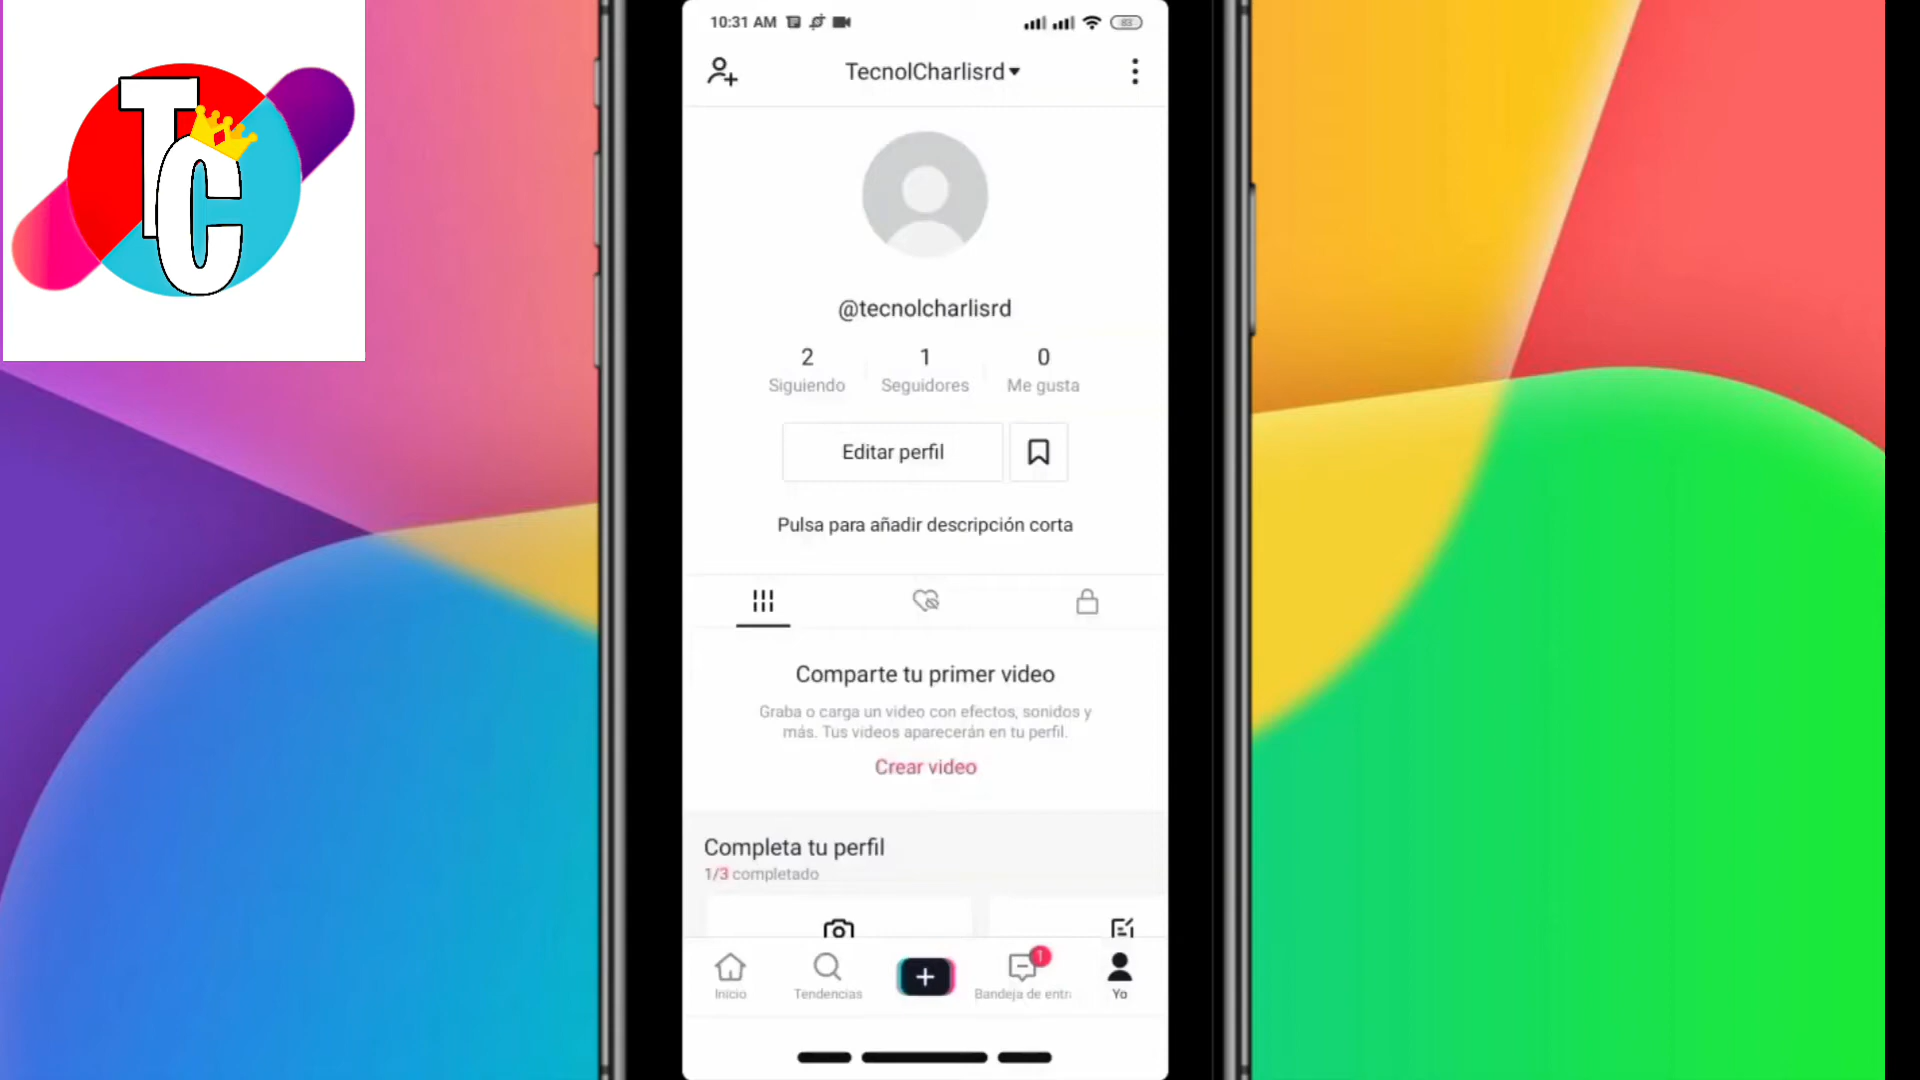 TC
10:31 AM
83
TecnolCharlisrd
@tecnolcharlisrd
2 1 0
Siguiendo Seguidores Me gusta
Editar perfil
Pulsa para añadir descripción corta
Comparte tu primer video
Graba o carga un video con efectos, sonidos y
más. Tus videos aparecerán en tu perfil.
Crear video
Completa tu perfil
1/3 completado
1
Inicio Tendencias Bandeja de entr Yo